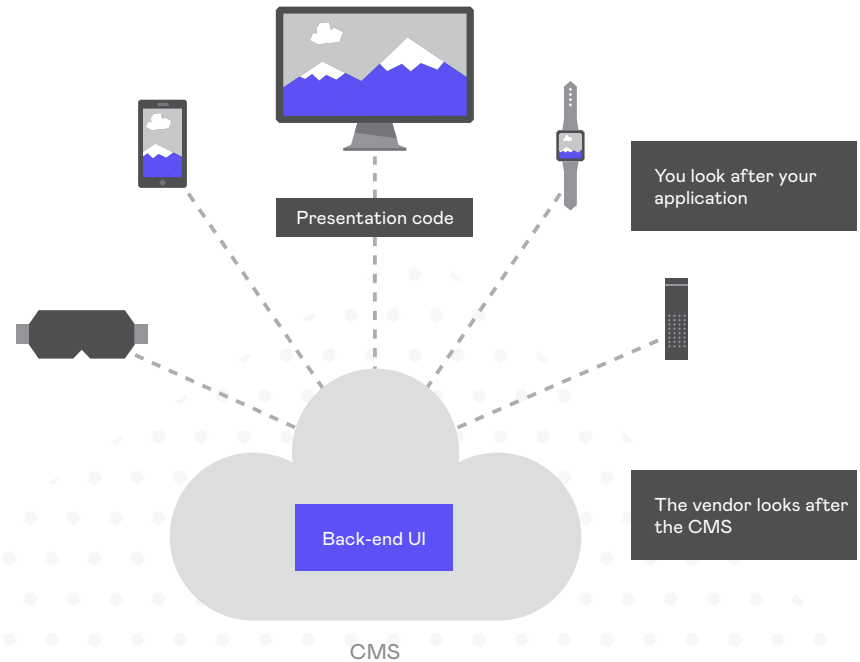 Presentation code
You look after your
application
Back-end UI
The vendor looks after
the CMS
CMS